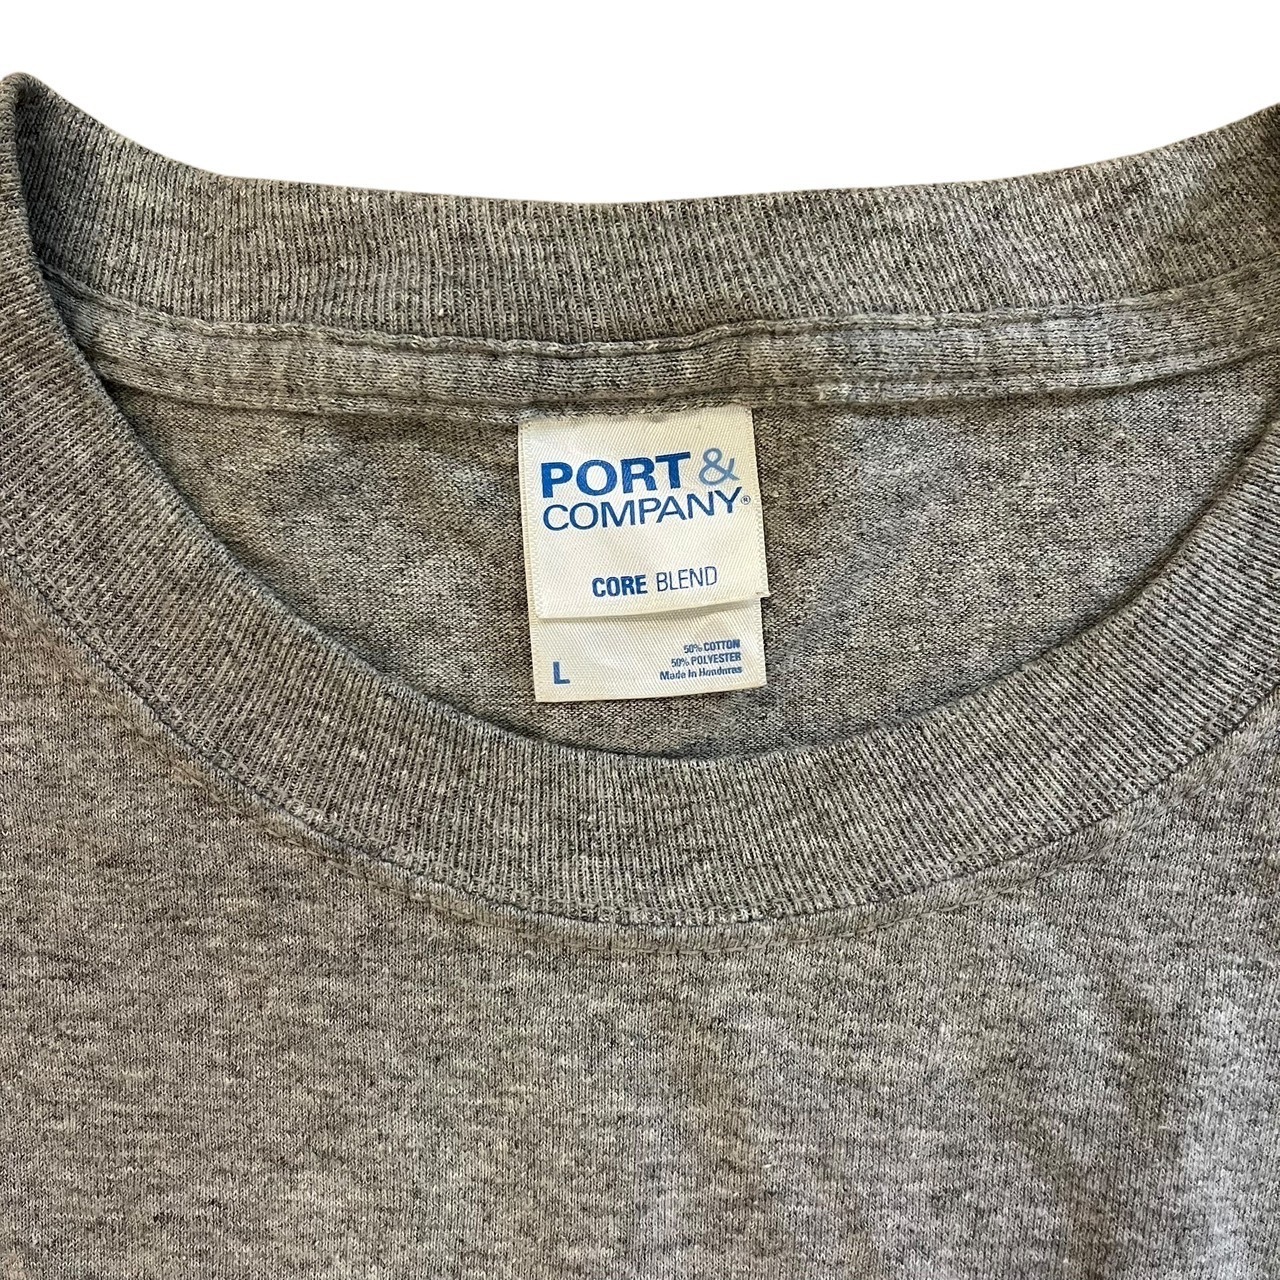 PORT &
COMPANY®
CORE BLEND
L
50% COTTON
50% POLYESTER
Made In Honduras